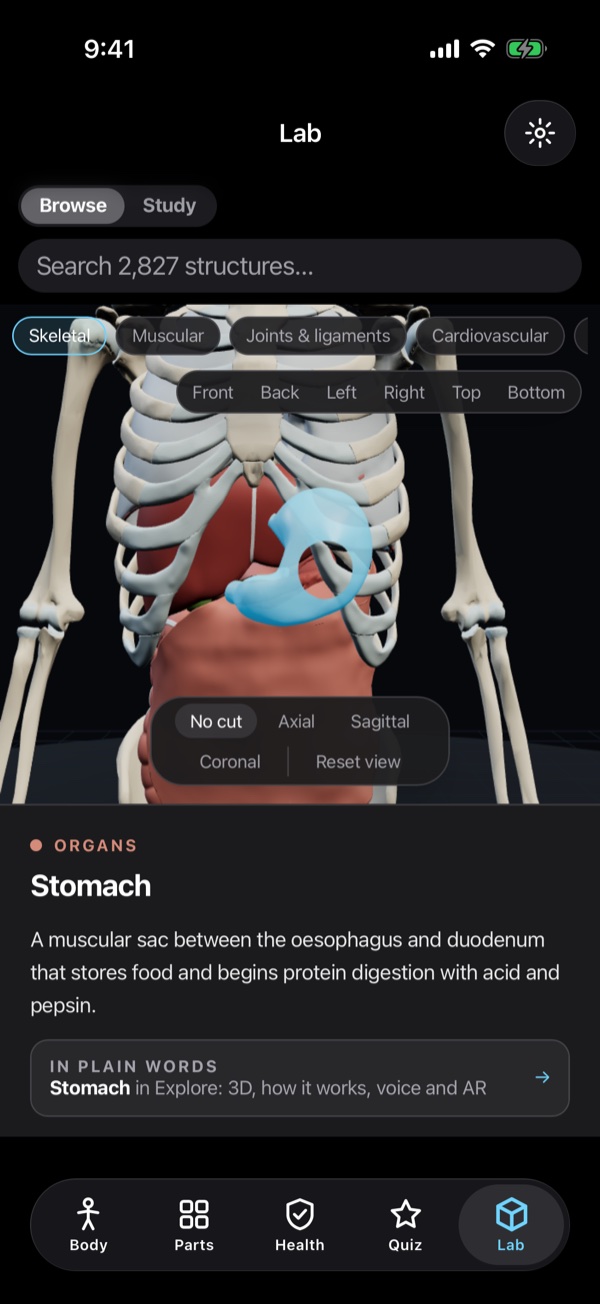 9:41
Lab
Browse
Study
Search 2,827 structures...
Skeletal
Muscular
Joints & ligaments
Cardiovascular
Front
Back
Left
Right
Top
Bottom
No cut
Axial
Sagittal
Coronal
Reset view
ORGANS
Stomach
A muscular sac between the oesophagus and duodenum
that stores food and begins protein digestion with acid and
pepsin.
IN PLAIN WORDS
Stomach in Explore: 3D, how it works, voice and AR
Body
Parts
Health
Quiz
Lab